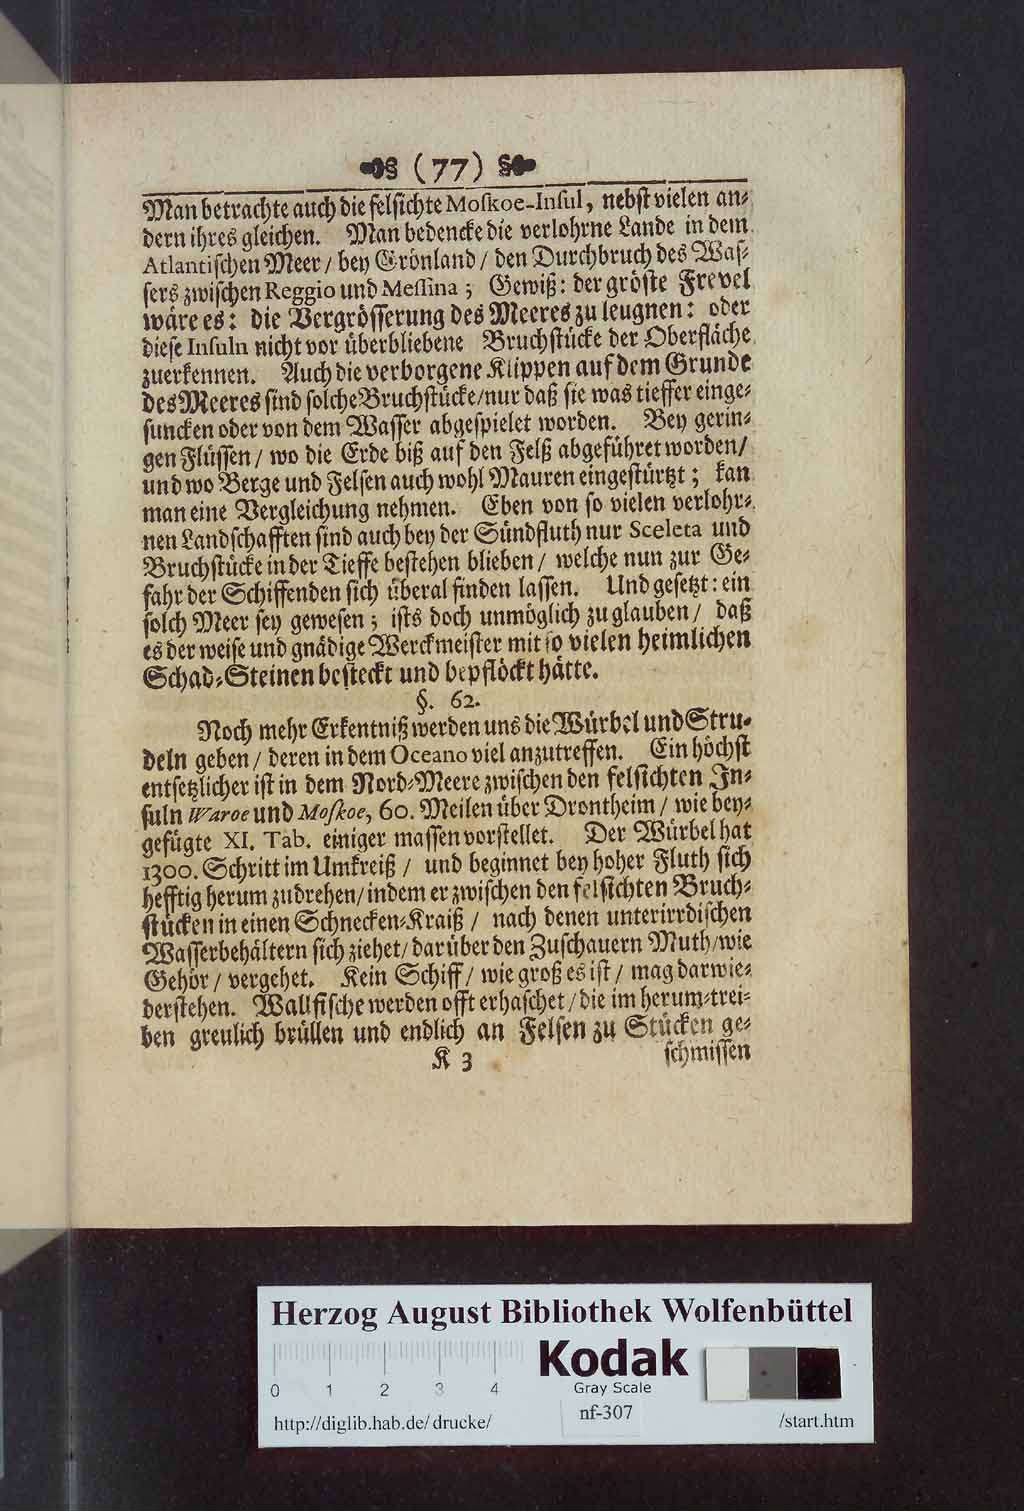 (77)
Man betrachte auch die felsichte Moſkoe-Inſul, nebſt vielen an⸗
dern ihres gleichen. Man bedencke die verlohrne Lande in dem
Atlantiſchen Meer / bey Grönland / den Durchbruch des Waſ⸗
ſers zwiſchen Reggio und Meſſina; Gewiß: der gröſte Frevel
wäre es: die Vergröſſerung des Meeres zu leugnen: oder
dieſe Inſuln nicht vor überbliebene Bruchſtücke der Oberfläche
zuerkennen. Auch die verborgene Klippen auf dem Grunde
des Meeres ſind ſolche Bruchſtücke / nur daß ſie was tieffer einge⸗
ſuncken oder von dem Waſſer abgeſpielet worden. Bey gerin⸗
gen Flüſſen / wo die Erde biß auf den Felß abgeführet worden /
und wo Berge und Felſen auch wohl Mauren eingeſtürtzt; kan
man eine Vergleichung nehmen. Eben von ſo vielen verlohr⸗
nen Landſchafften ſind auch bey der Sündfluth nur Sceleta und
Bruchſtücke in der Tieffe beſtehen blieben / welche nun zur Ge⸗
fahr der Schiffenden ſich überal finden laſſen. Und geſetzt: ein
ſolch Meer ſey geweſen; iſts doch unmöglich zu glauben / daß
es der weiſe und gnädige Werckmeiſter mit ſo vielen heimlichen
Schad⸗Steinen beſteckt und bepflöckt hätte.
§. 62.
Noch mehr Erkentniß werden uns die Würbel und Stru⸗
deln geben / deren in dem Oceano viel anzutreffen. Ein höchſt
entſetzlicher iſt in dem Nord⸗Meere zwiſchen den felſichten In⸗
ſuln Waroe und Moſkoe, 60. Meilen über Drontheim / wie bey⸗
gefügte XI. Tab. einiger maſſen vorſtellet. Der Würbel hat
1300. Schritt im Umkreiß / und beginnet bey hoher Fluth ſich
hefftig herum zudrehen / indem er zwiſchen den felſichten Bruch⸗
ſtücken in einen Schnecken⸗Kraiß / nach denen unterirrdiſchen
Waſſerbehältern ſich ziehet / darüber den Zuſchauern Muth / wie
Gehör / vergehet. Kein Schiff / wie groß es iſt / mag darwie⸗
derſtehen. Wallfiſche werden offt erhaſchet / die im herum⸗trei⸗
ben greulich brüllen und endlich an Felſen zu Stücken ge⸗
K 3 ſchmiſſen
Herzog August Bibliothek Wolfenbüttel
0 1 2 3 4
Kodak
Gray Scale
nf-307
http://diglib.hab.de/drucke/ /start.htm